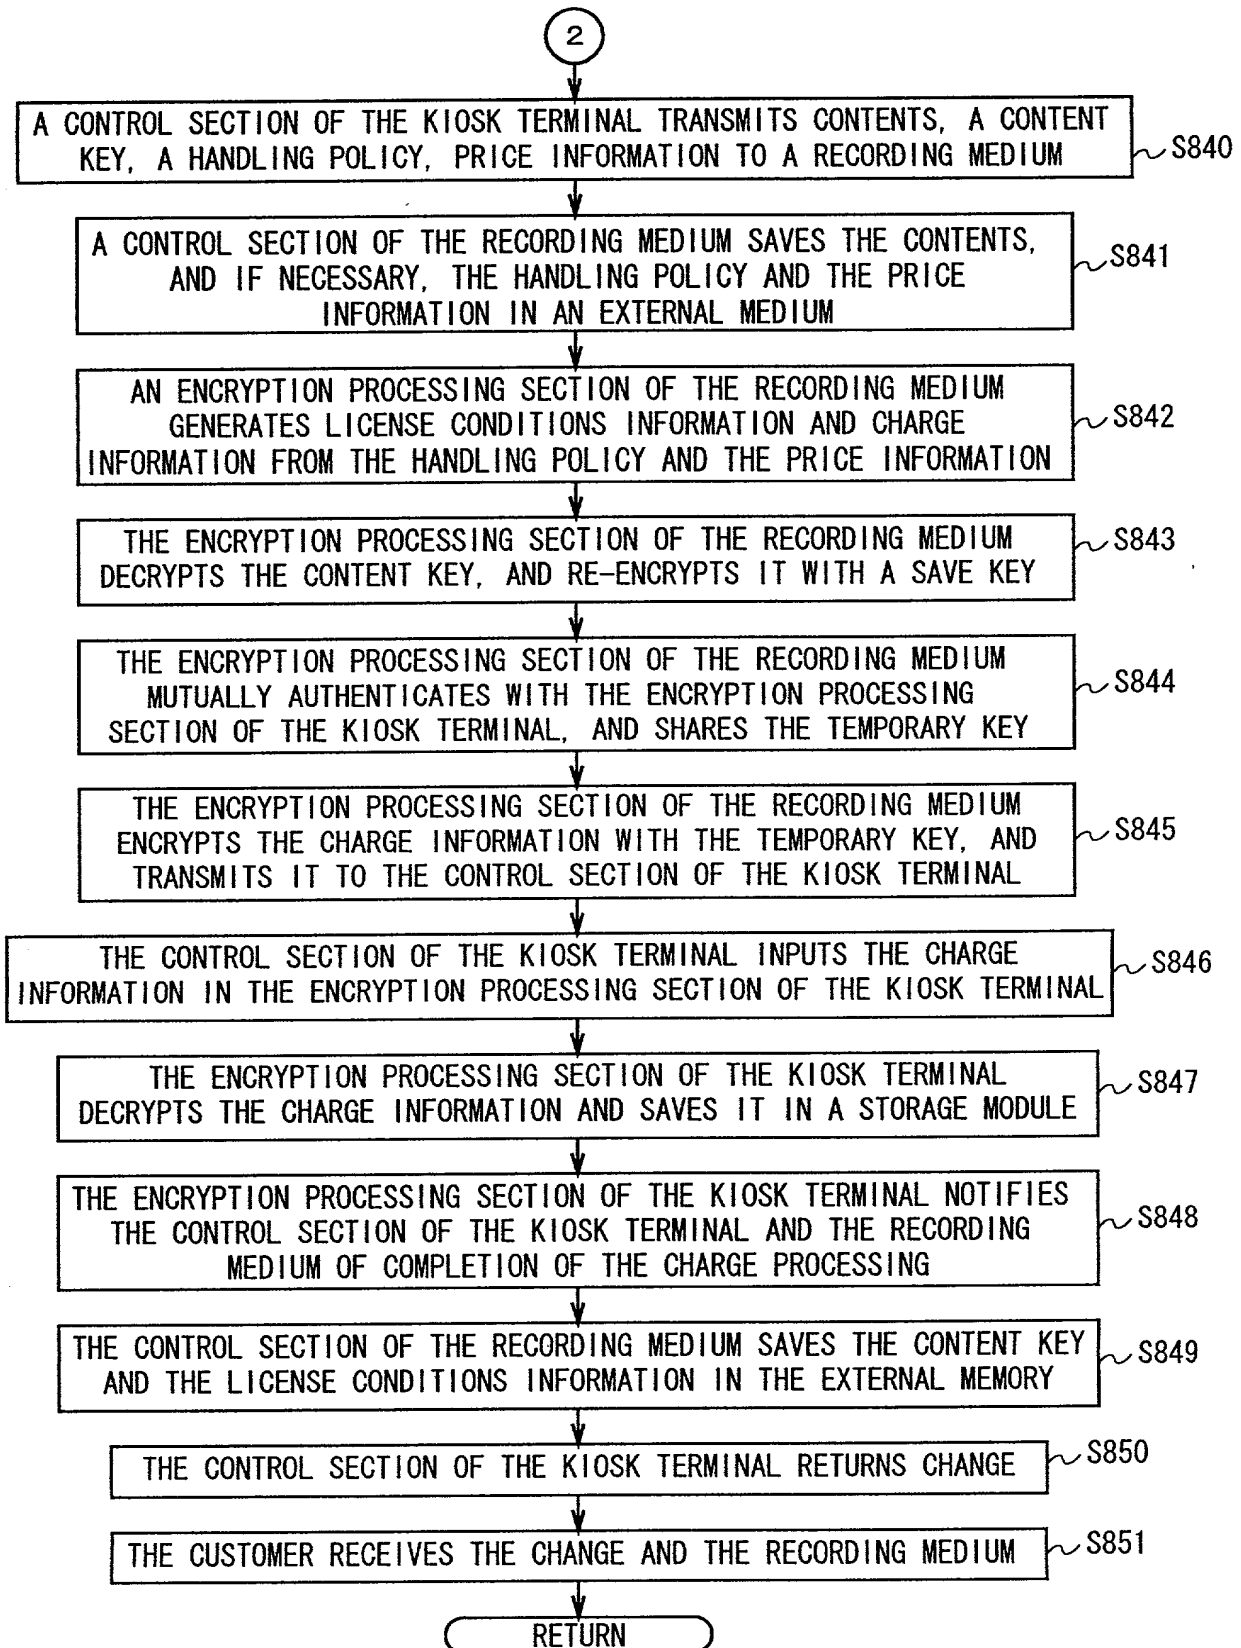 2
A CONTROL SECTION OF THE KIOSK TERMINAL TRANSMITS CONTENTS, A CONTENT
KEY, A HANDLING POLICY, PRICE INFORMATION TO A RECORDING MEDIUM
S840
A CONTROL SECTION OF THE RECORDING MEDIUM SAVES THE CONTENTS,
AND IF NECESSARY, THE HANDLING POLICY AND THE PRICE
INFORMATION IN AN EXTERNAL MEDIUM
S841
AN ENCRYPTION PROCESSING SECTION OF THE RECORDING MEDIUM
GENERATES LICENSE CONDITIONS INFORMATION AND CHARGE
INFORMATION FROM THE HANDLING POLICY AND THE PRICE INFORMATION
S842
THE ENCRYPTION PROCESSING SECTION OF THE RECORDING MEDIUM
DECRYPTS THE CONTENT KEY, AND RE-ENCRYPTS IT WITH A SAVE KEY
S843
THE ENCRYPTION PROCESSING SECTION OF THE RECORDING MEDIUM
MUTUALLY AUTHENTICATES WITH THE ENCRYPTION PROCESSING
SECTION OF THE KIOSK TERMINAL, AND SHARES THE TEMPORARY KEY
S844
THE ENCRYPTION PROCESSING SECTION OF THE RECORDING MEDIUM
ENCRYPTS THE CHARGE INFORMATION WITH THE TEMPORARY KEY, AND
TRANSMITS IT TO THE CONTROL SECTION OF THE KIOSK TERMINAL
S845
THE CONTROL SECTION OF THE KIOSK TERMINAL INPUTS THE CHARGE
INFORMATION IN THE ENCRYPTION PROCESSING SECTION OF THE KIOSK TERMINAL
S846
THE ENCRYPTION PROCESSING SECTION OF THE KIOSK TERMINAL
DECRYPTS THE CHARGE INFORMATION AND SAVES IT IN A STORAGE MODULE
S847
THE ENCRYPTION PROCESSING SECTION OF THE KIOSK TERMINAL NOTIFIES
THE CONTROL SECTION OF THE KIOSK TERMINAL AND THE RECORDING
MEDIUM OF COMPLETION OF THE CHARGE PROCESSING
S848
THE CONTROL SECTION OF THE RECORDING MEDIUM SAVES THE CONTENT KEY
AND THE LICENSE CONDITIONS INFORMATION IN THE EXTERNAL MEMORY
S849
THE CONTROL SECTION OF THE KIOSK TERMINAL RETURNS CHANGE
S850
THE CUSTOMER RECEIVES THE CHANGE AND THE RECORDING MEDIUM
S851
RETURN